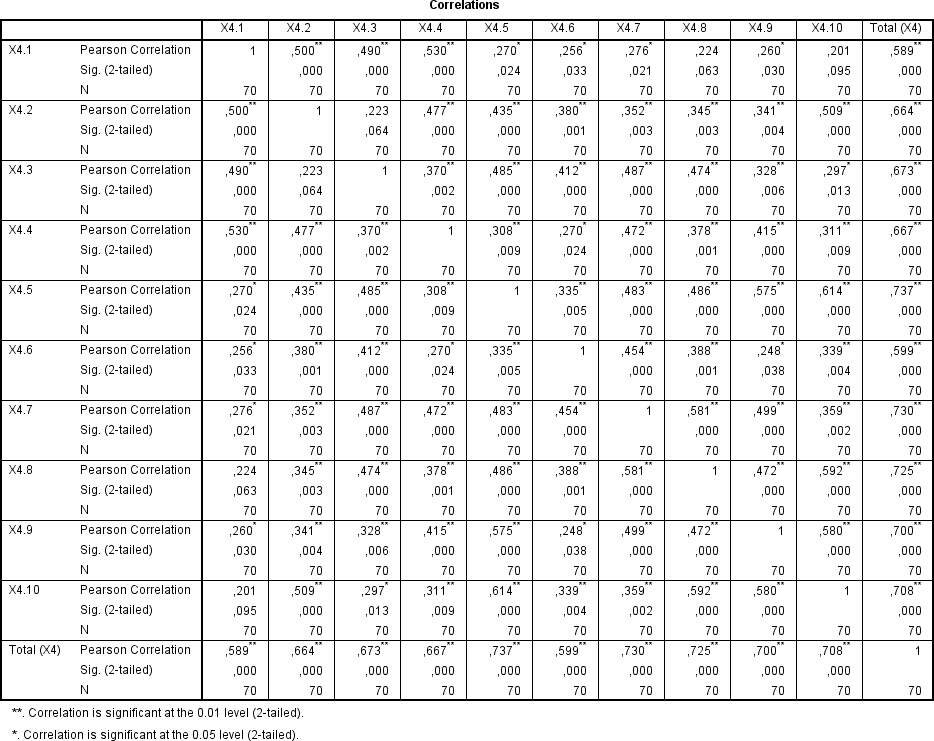 Correlations
X4.1 X4.2 X4.3 X4.4 X4.5 X4.6 X4.7 X4.8 X4.9 X4.10 Total (X4)
X4.1 Pearson Correlation 1 ,500** ,490** ,530** ,270* ,256* ,276* ,224 ,260* ,201 ,589**
Sig. (2-tailed) ,000 ,000 ,000 ,024 ,033 ,021 ,063 ,030 ,095 ,000
N 70 70 70 70 70 70 70 70 70 70 70
X4.2 Pearson Correlation ,500** 1 ,223 ,477** ,435** ,380** ,352** ,345** ,341** ,509** ,664**
Sig. (2-tailed) ,000 ,064 ,000 ,000 ,001 ,003 ,003 ,004 ,000 ,000
N 70 70 70 70 70 70 70 70 70 70 70
X4.3 Pearson Correlation ,490** ,223 1 ,370** ,485** ,412** ,487** ,474** ,328** ,297* ,673**
Sig. (2-tailed) ,000 ,064 ,002 ,000 ,000 ,000 ,000 ,006 ,013 ,000
N 70 70 70 70 70 70 70 70 70 70 70
X4.4 Pearson Correlation ,530** ,477** ,370** 1 ,308** ,270* ,472** ,378** ,415** ,311** ,667**
Sig. (2-tailed) ,000 ,000 ,002 ,009 ,024 ,000 ,001 ,000 ,009 ,000
N 70 70 70 70 70 70 70 70 70 70 70
X4.5 Pearson Correlation ,270* ,435** ,485** ,308** 1 ,335** ,483** ,486** ,575** ,614** ,737**
Sig. (2-tailed) ,024 ,000 ,000 ,009 ,005 ,000 ,000 ,000 ,000 ,000
N 70 70 70 70 70 70 70 70 70 70 70
X4.6 Pearson Correlation ,256* ,380** ,412** ,270* ,335** 1 ,454** ,388** ,248* ,339** ,599**
Sig. (2-tailed) ,033 ,001 ,000 ,024 ,005 ,000 ,001 ,038 ,004 ,000
N 70 70 70 70 70 70 70 70 70 70 70
X4.7 Pearson Correlation ,276* ,352** ,487** ,472** ,483** ,454** 1 ,581** ,499** ,359** ,730**
Sig. (2-tailed) ,021 ,003 ,000 ,000 ,000 ,000 ,000 ,000 ,002 ,000
N 70 70 70 70 70 70 70 70 70 70 70
X4.8 Pearson Correlation ,224 ,345** ,474** ,378** ,486** ,388** ,581** 1 ,472** ,592** ,725**
Sig. (2-tailed) ,063 ,003 ,000 ,001 ,000 ,001 ,000 ,000 ,000 ,000
N 70 70 70 70 70 70 70 70 70 70 70
X4.9 Pearson Correlation ,260* ,341** ,328** ,415** ,575** ,248* ,499** ,472** 1 ,580** ,700**
Sig. (2-tailed) ,030 ,004 ,006 ,000 ,000 ,038 ,000 ,000 ,000 ,000
N 70 70 70 70 70 70 70 70 70 70 70
X4.10 Pearson Correlation ,201 ,509** ,297* ,311** ,614** ,339** ,359** ,592** ,580** 1 ,708**
Sig. (2-tailed) ,095 ,000 ,013 ,009 ,000 ,004 ,002 ,000 ,000 ,000
N 70 70 70 70 70 70 70 70 70 70 70
Total (X4) Pearson Correlation ,589** ,664** ,673** ,667** ,737** ,599** ,730** ,725** ,700** ,708** 1
Sig. (2-tailed) ,000 ,000 ,000 ,000 ,000 ,000 ,000 ,000 ,000 ,000
N 70 70 70 70 70 70 70 70 70 70 70
**. Correlation is significant at the 0.01 level (2-tailed).
*. Correlation is significant at the 0.05 level (2-tailed).